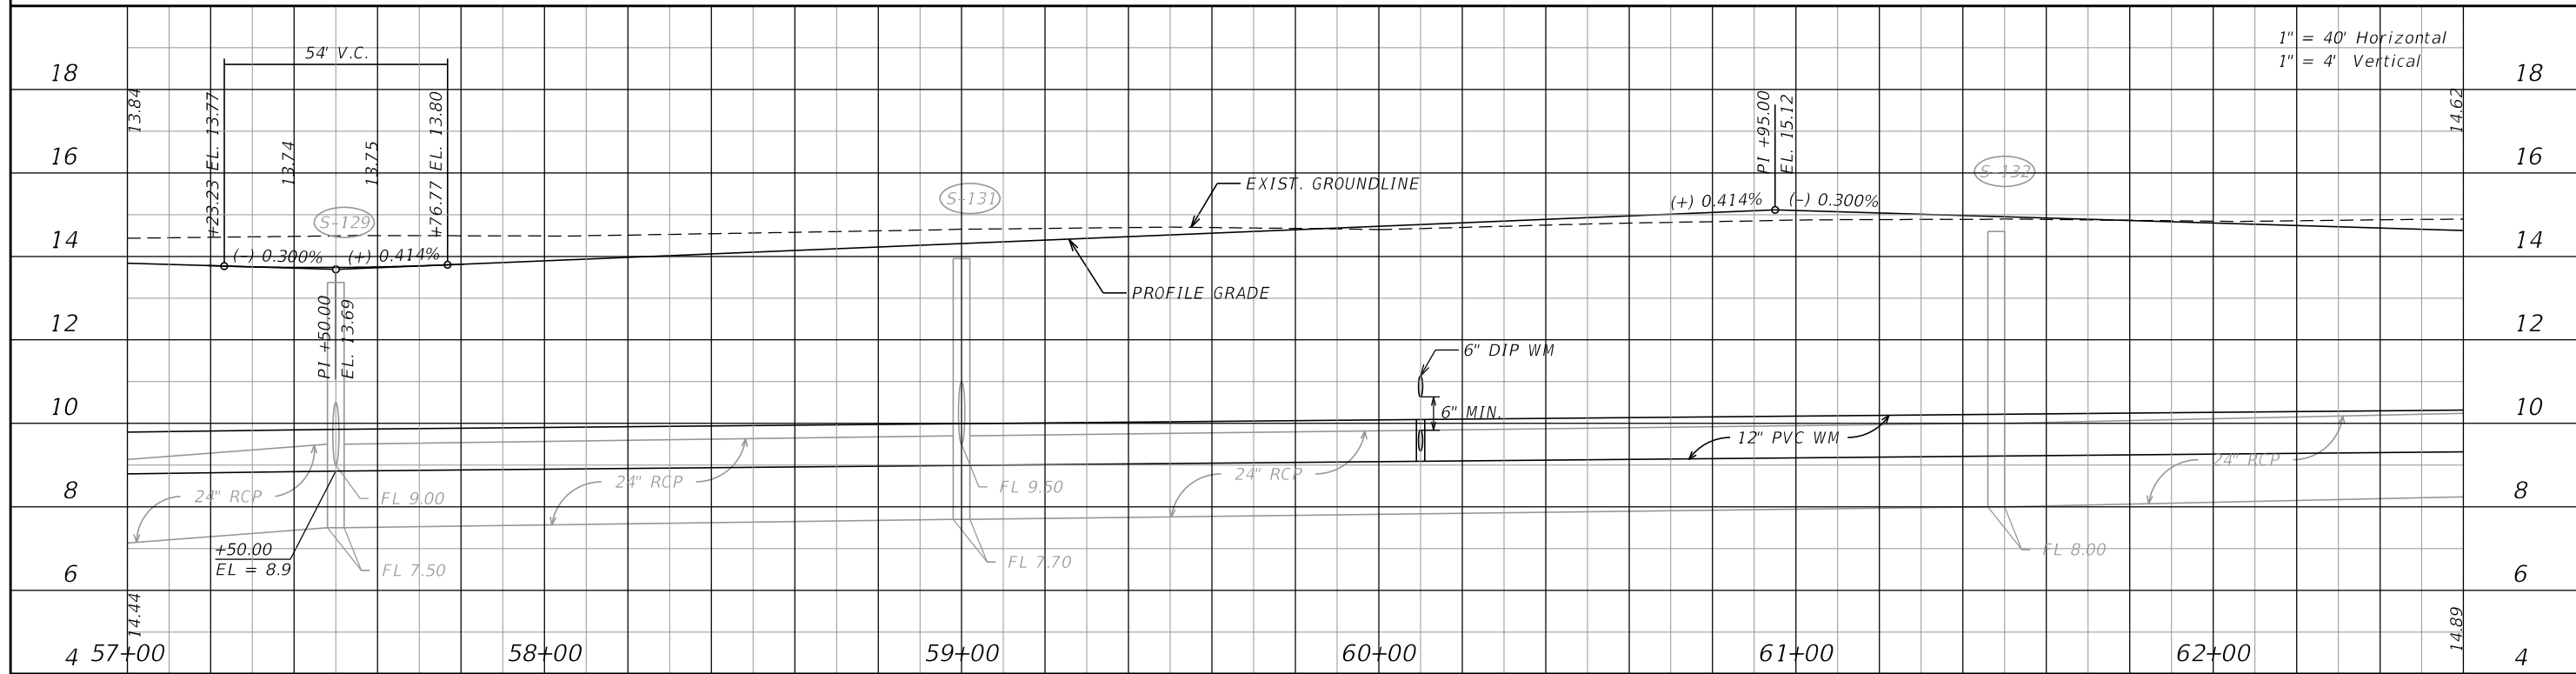 1" = 40' Horizontal
1" = 4' Vertical
54' V.C.
18
18
13.84
+23.23 EL. 13.77
13.74
13.75
+76.77 EL. 13.80
PI +95.00
EL. 15.12
14.62
16
16
S-129
S-131
S-132
EXIST. GROUNDLINE
(+) 0.414%
(-) 0.300%
14
14
(-) 0.300%
(+) 0.414%
PROFILE GRADE
PI +50.00
EL. 13.69
12
12
6" DIP WM
10
10
6" MIN.
12" PVC WM
24" RCP
24" RCP
24" RCP
24" RCP
FL 9.00
FL 9.50
8
8
+50.00
EL = 8.9
FL 7.50
FL 7.70
FL 8.00
6
6
14.44
14.89
4
57+00
58+00
59+00
60+00
61+00
62+00
4